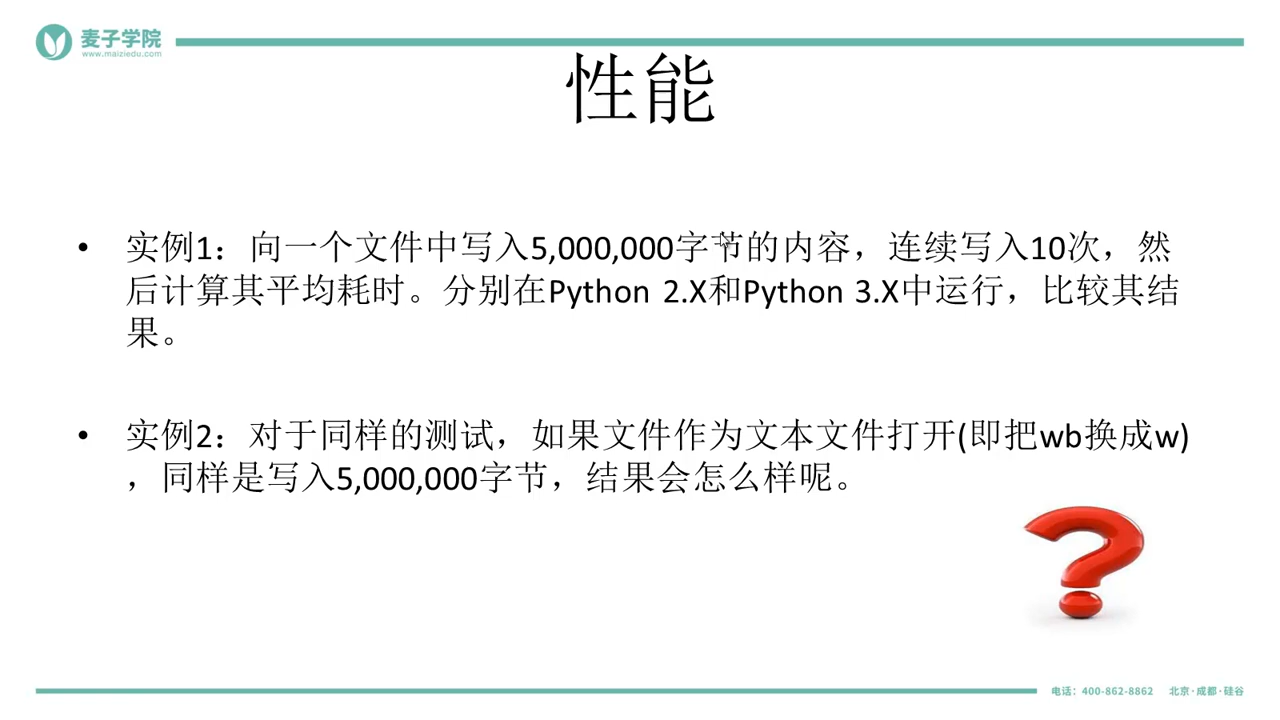 麦子学院
www.maiziedu.com
性能
• 实例1：向一个文件中写入5,000,000字节的内容，连续写入10次，然
后计算其平均耗时。分别在Python 2.X和Python 3.X中运行，比较其结
果。
• 实例2：对于同样的测试，如果文件作为文本文件打开(即把wb换成w)
，同样是写入5,000,000字节，结果会怎么样呢。
电话：400-862-8862 北京·成都·硅谷